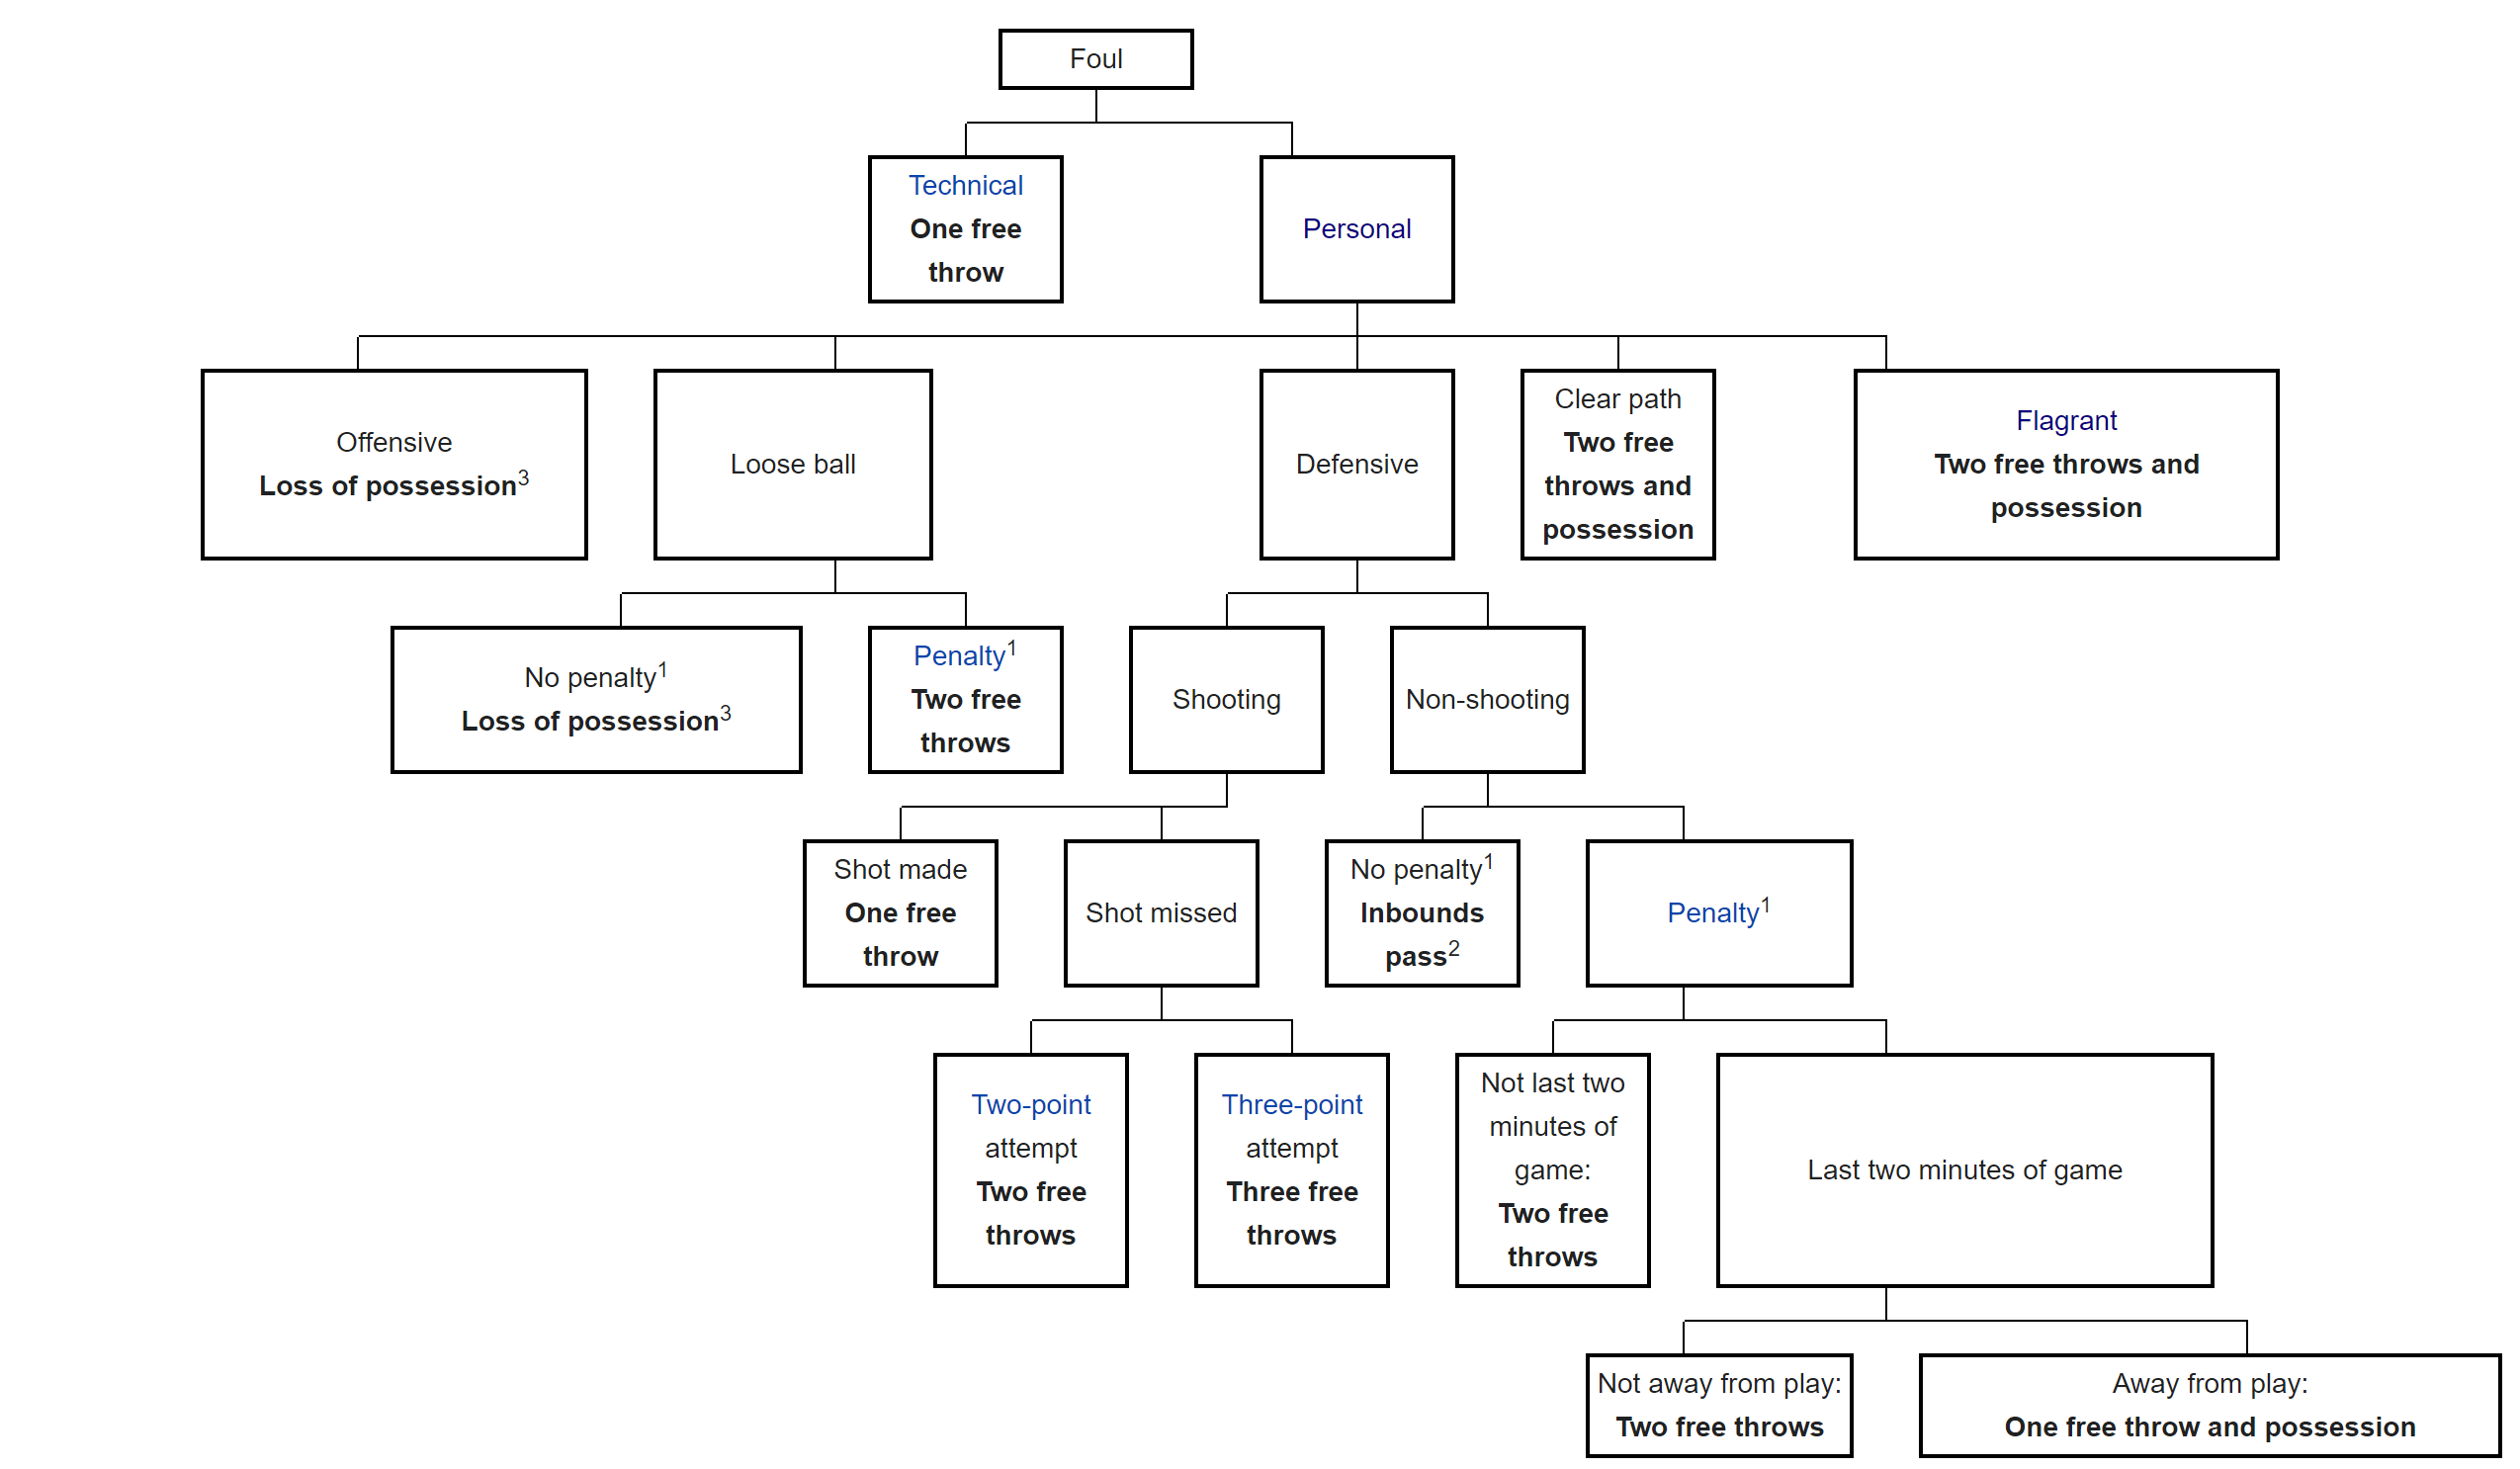 Foul
Technical
One free
throw
Personal
Offensive
Loss of possession3
Loose ball
Defensive
Clear path
Two free
throws and
possession
Flagrant
Two free throws and
possession
No penalty1
Loss of possession3
Penalty1
Two free
throws
Shooting
Non-shooting
Shot made
One free
throw
Shot missed
No penalty1
Inbounds
pass2
Penalty1
Two-point
attempt
Two free
throws
Three-point
attempt
Three free
throws
Not last two
minutes of
game:
Two free
throws
Last two minutes of game
Not away from play:
Two free throws
Away from play:
One free throw and possession